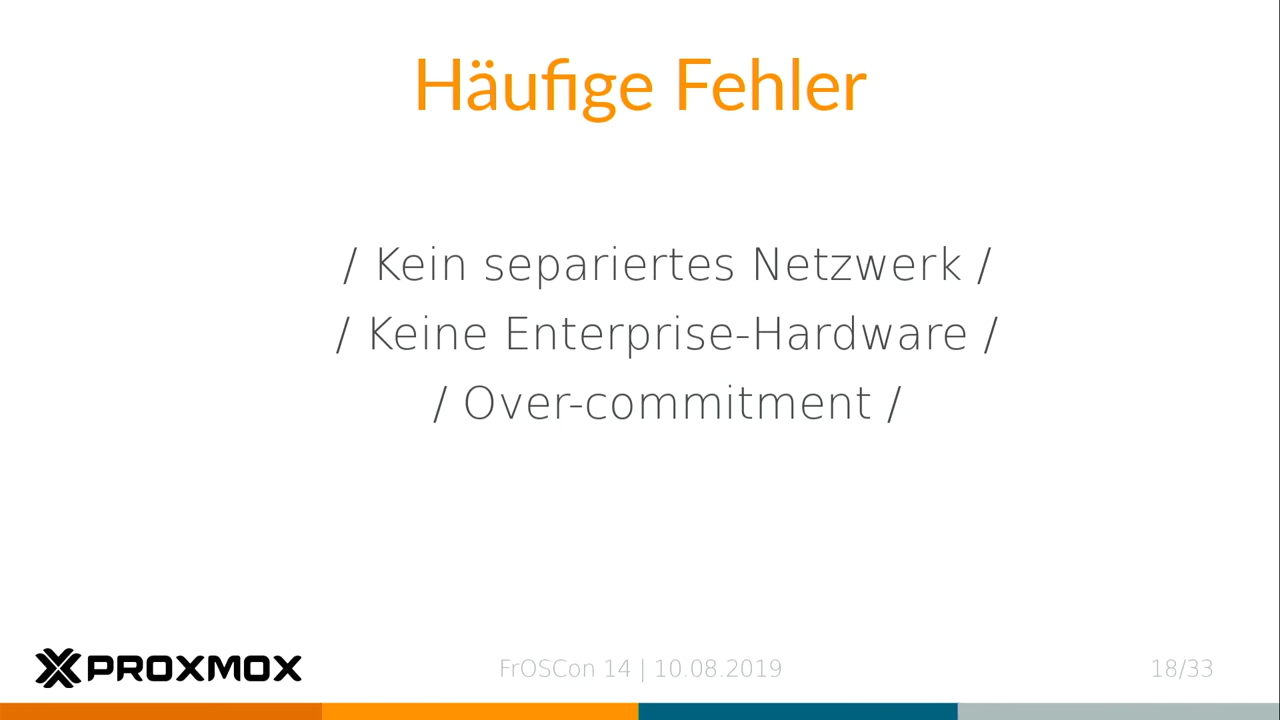 Häufige Fehler
/ Kein separiertes Netzwerk /
/ Keine Enterprise-Hardware /
/ Over-commitment /
PROXMOX
FrOSCon 14 | 10.08.2019
18/33